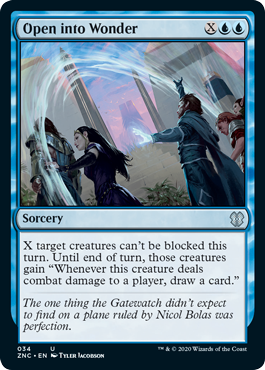 Open into Wonder X
Sorcery
X target creatures can't be blocked this
turn. Until end of turn, those creatures
gain “Whenever this creature deals
combat damage to a player, draw a card.”
The one thing the Gatewatch didn't expect
to find on a plane ruled by Nicol Bolas was
perfection.
034 U
ZNC • EN Tyler Jacobson
™ & © 2020 Wizards of the Coast